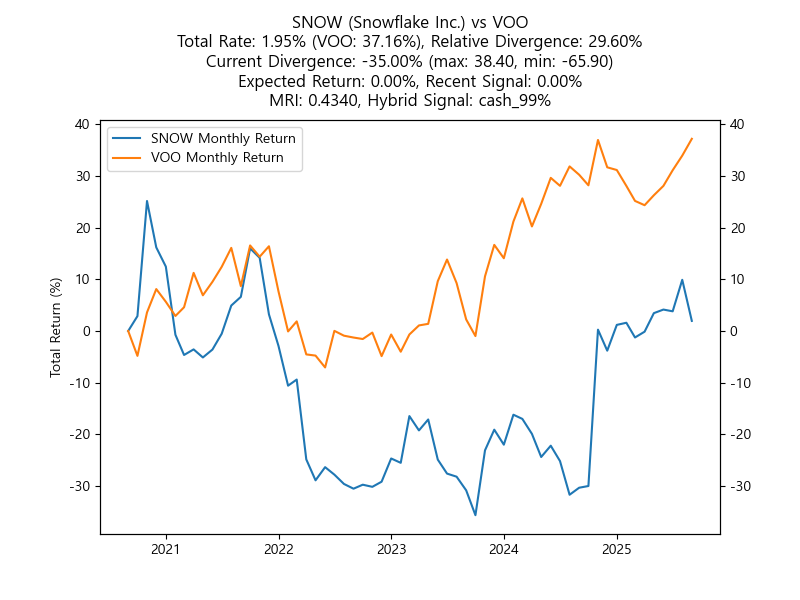 SNOW (Snowflake Inc.) vs VOO
Total Rate: 1.95% (VOO: 37.16%), Relative Divergence: 29.60%
Current Divergence: -35.00% (max: 38.40, min: -65.90)
Expected Return: 0.00%, Recent Signal: 0.00%
MRI: 0.4340, Hybrid Signal: cash_99%
SNOW Monthly Return
VOO Monthly Return
Total Return (%)
40
30
20
10
0
-10
-20
-30
40
30
20
10
0
-10
-20
-30
2021
2022
2023
2024
2025